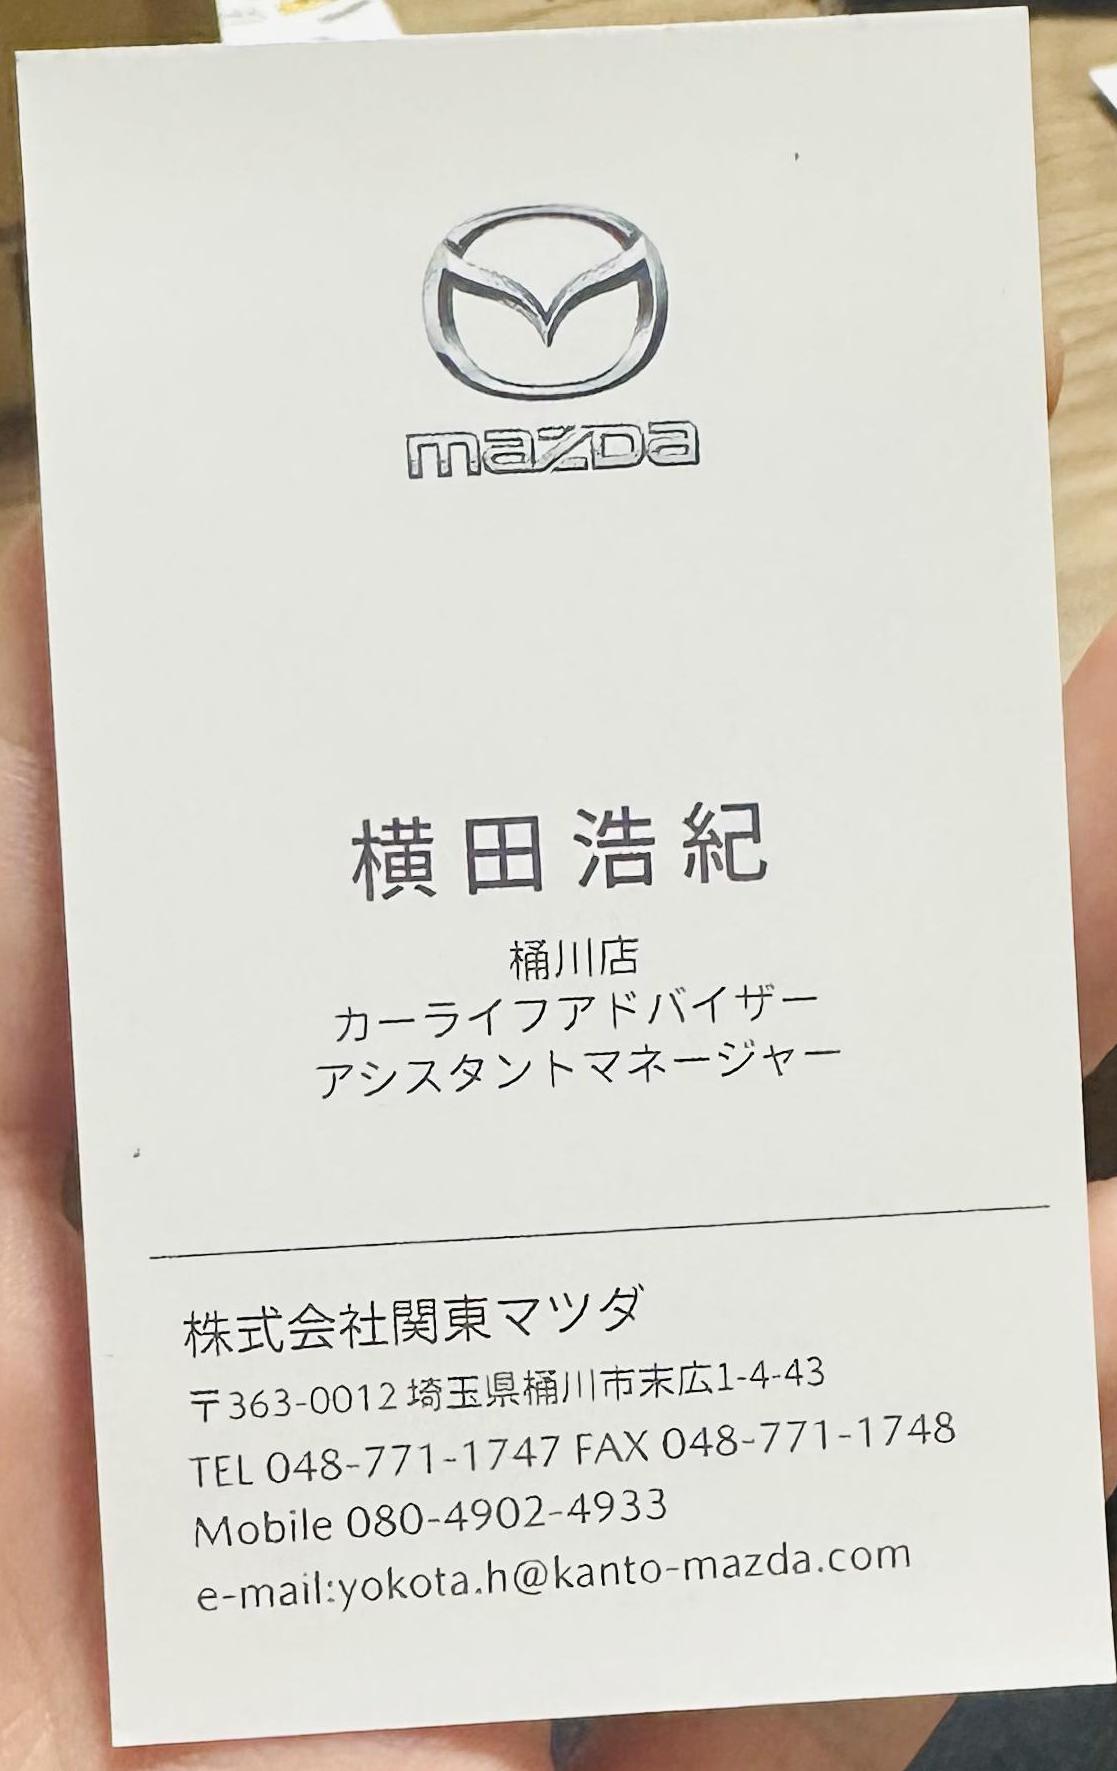 mazda
横田浩紀
桶川店
カーライフアドバイザー
アシスタントマネージャー
株式会社関東マツダ
〒363-0012 埼玉県桶川市末広1-4-43
TEL 048-771-1747 FAX 048-771-1748
Mobile 080-4902-4933
e-mail:yokota.h@kanto-mazda.com